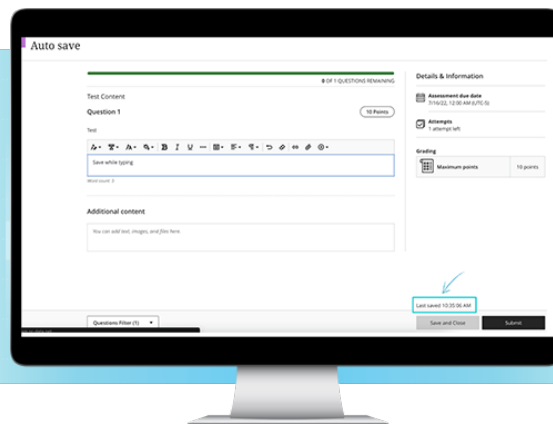 Auto save
0 OF 1 QUESTIONS REMAINING
Test Content
Question 1
10 Points
Text
Save while typing
Word count: 3
Additional content
You can add text, images, and files here
Details & Information
Assessment due date
7/16/22, 12:00 AM (UTC-5)
Attempts
1 attempt left
Grading
Maximum points
10 points
Last saved 10:35:06 AM
Questions Filter (1)
Save and Close
Submit